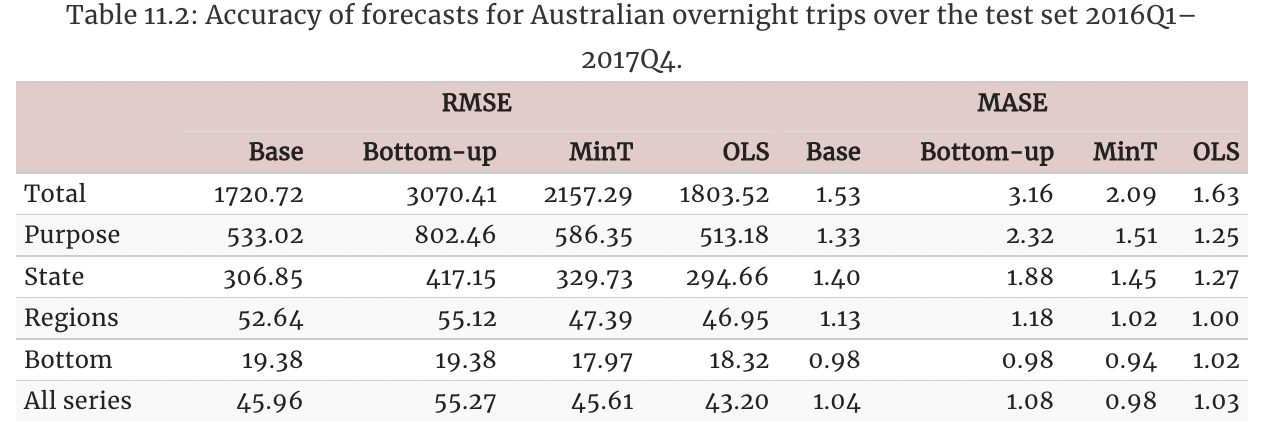 Table 11.2: Accuracy of forecasts for Australian overnight trips over the test set 2016Q1–
2017Q4.
RMSE MASE
Base Bottom-up MinT OLS Base Bottom-up MinT OLS
Total 1720.72 3070.41 2157.29 1803.52 1.53 3.16 2.09 1.63
Purpose 533.02 802.46 586.35 513.18 1.33 2.32 1.51 1.25
State 306.85 417.15 329.73 294.66 1.40 1.88 1.45 1.27
Regions 52.64 55.12 47.39 46.95 1.13 1.18 1.02 1.00
Bottom 19.38 19.38 17.97 18.32 0.98 0.98 0.94 1.02
All series 45.96 55.27 45.61 43.20 1.04 1.08 0.98 1.03